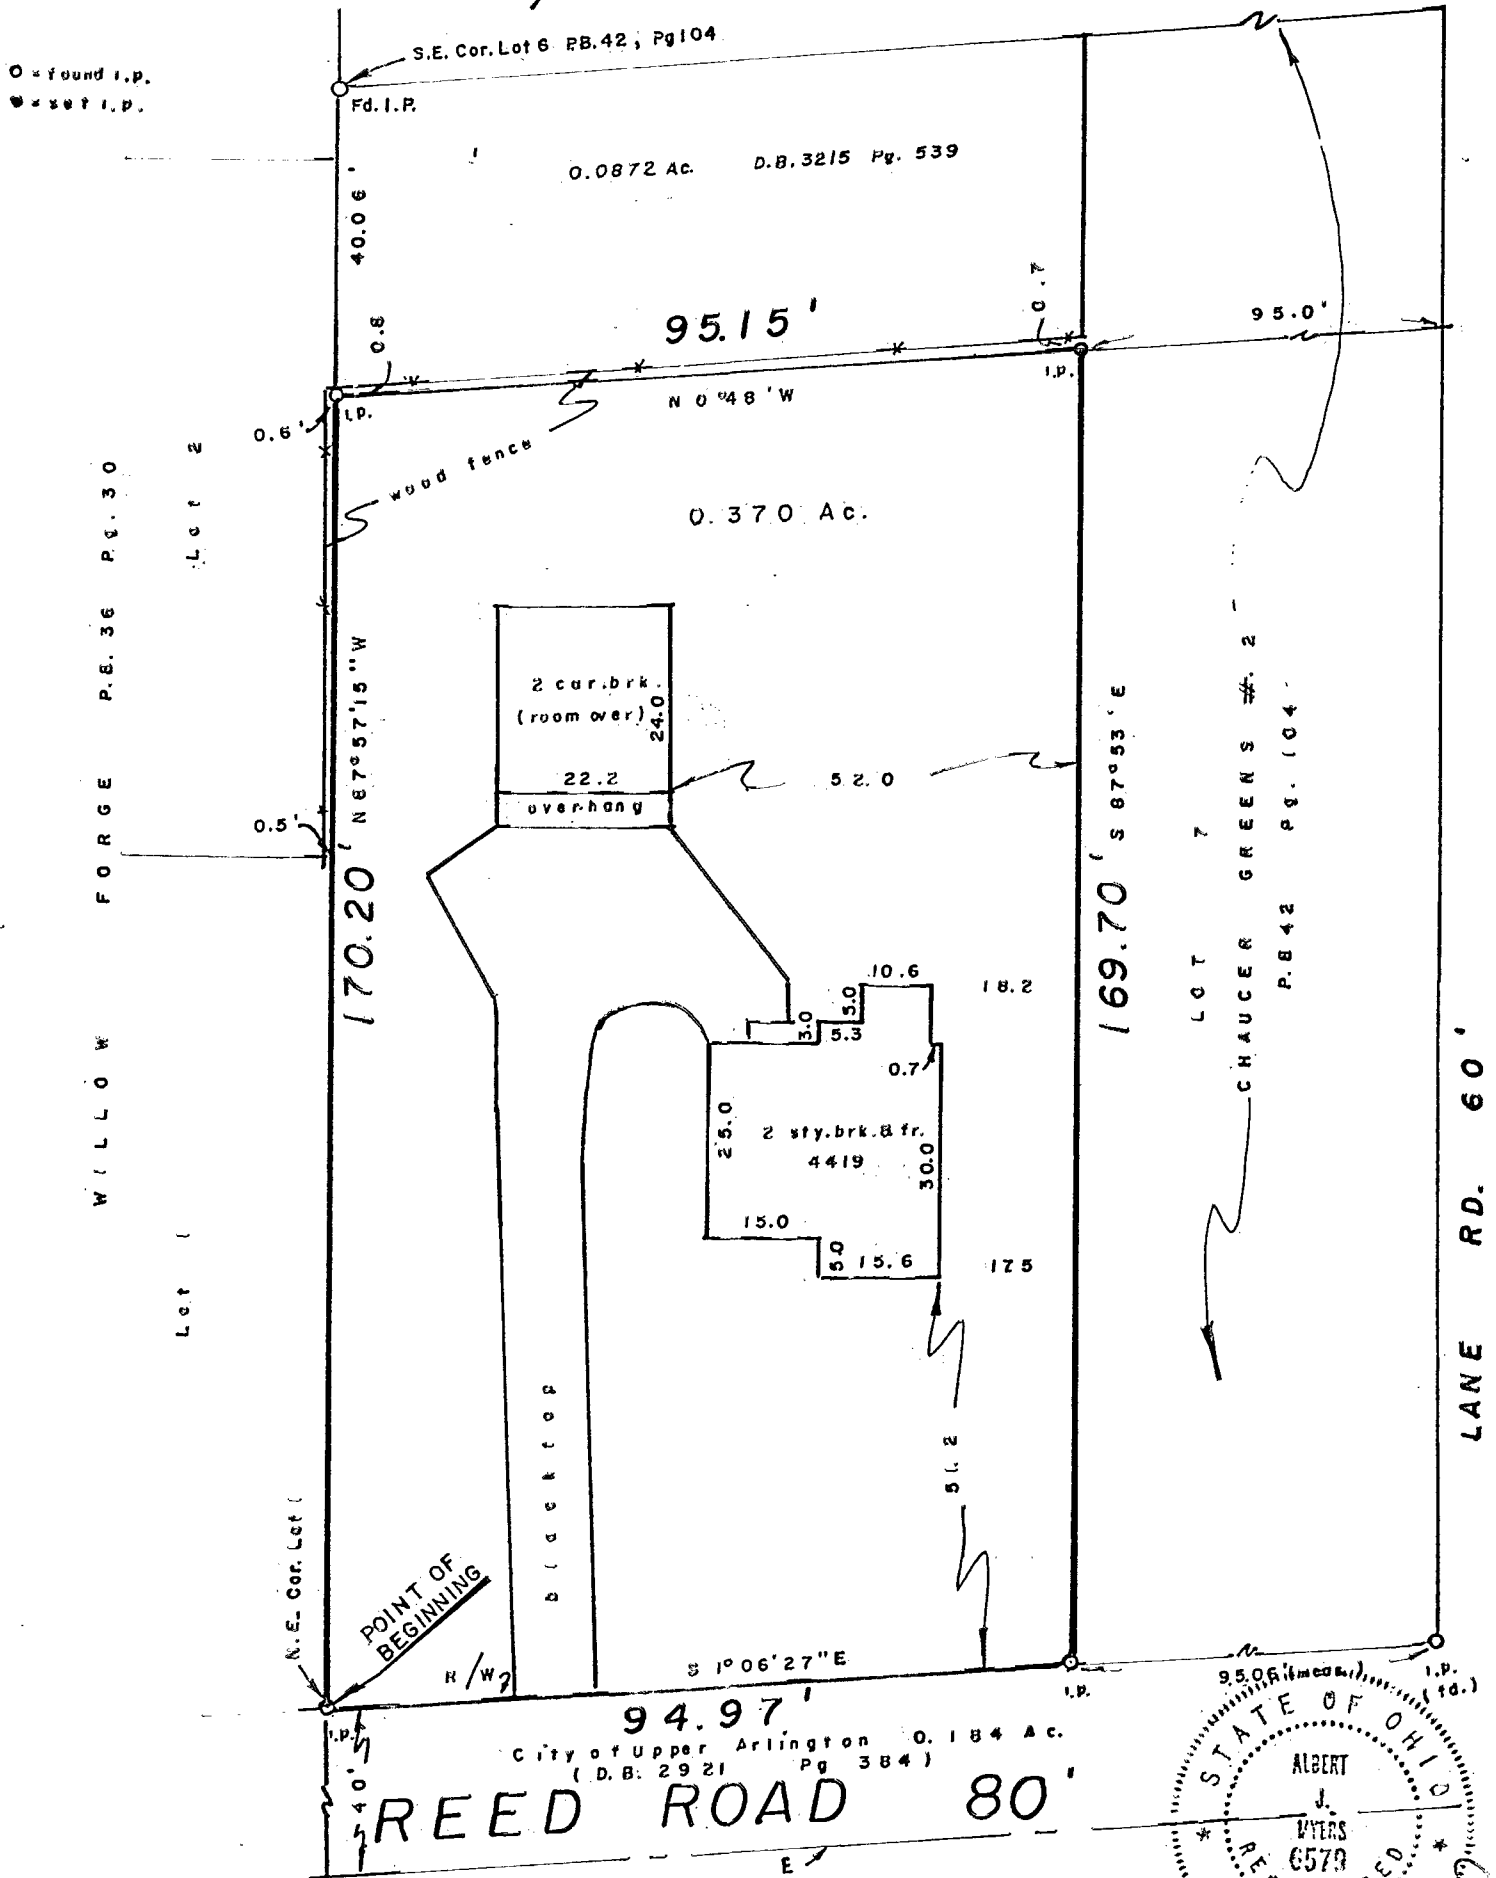 S.E. Cor. Lot 6 P.B. 42, Pg 104
O = found i.p.
= set i.p.
Fd. I.P.
0.0872 Ac. D.B. 3215 Pg. 539
40.06'
0.8
95.15'
0.7
95.0'
I.P.
I.P.
N 0°48'W
0.6'
wood fence
0.370 Ac.
Lot 2
WILLOW FORGE P.B. 36 Pg. 30
N 87°57'15"W
170.20'
2 car. brk.
(room over)
24.0
22.2
overhang
52.0
0.5'
S 87°53'E
169.70'
LOT 7
CHAUCER GREENS #2
P.B 42 Pg. 104
10.6
18.2
5.0
3.0
5.3
0.7
25.0
2 sty. brk. & fr.
4419
30.0
15.0
5.0
15.6
17.5
Lot 1
LANE RD. 60'
blacktop
51.2
N.E. Cor. Lot 1
POINT OF
BEGINNING
R/W
S 1°06'27"E
94.97'
95.06' (meas.)
I.P.
I.P.
(fd.)
I.P.
City of Upper Arlington 0.184 Ac.
(D.B. 2921 Pg 384)
40'
REED ROAD 80'
E
STATE OF OHIO
ALBERT
J.
MYERS
6579